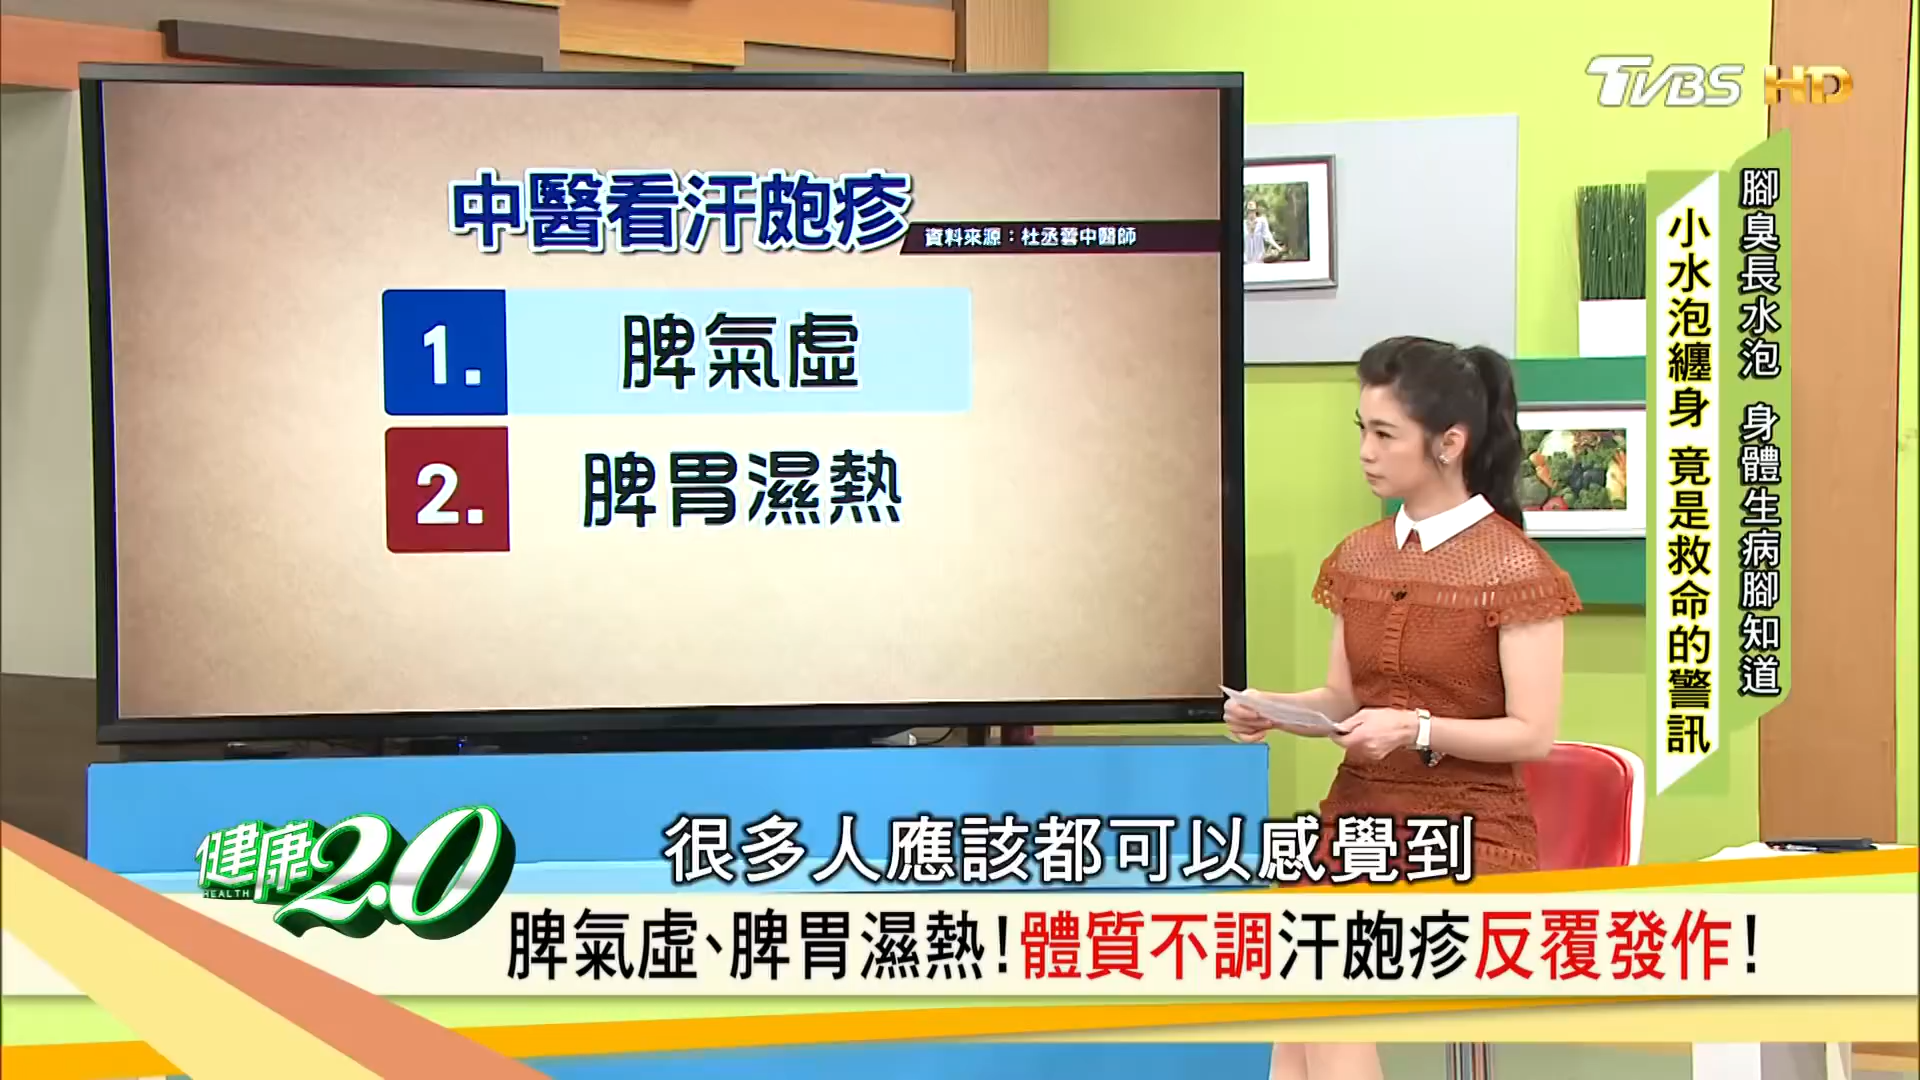 TVBS HD
中醫看汗皰疹
資料來源：杜丞蕓中醫師
1. 脾氣虛
2. 脾胃濕熱
腳臭長水泡 身體生病腳知道
小水泡纏身 竟是救命的警訊
健康2.0
HEALTH
很多人應該都可以感覺到
脾氣虛、脾胃濕熱！體質不調汗皰疹反覆發作！